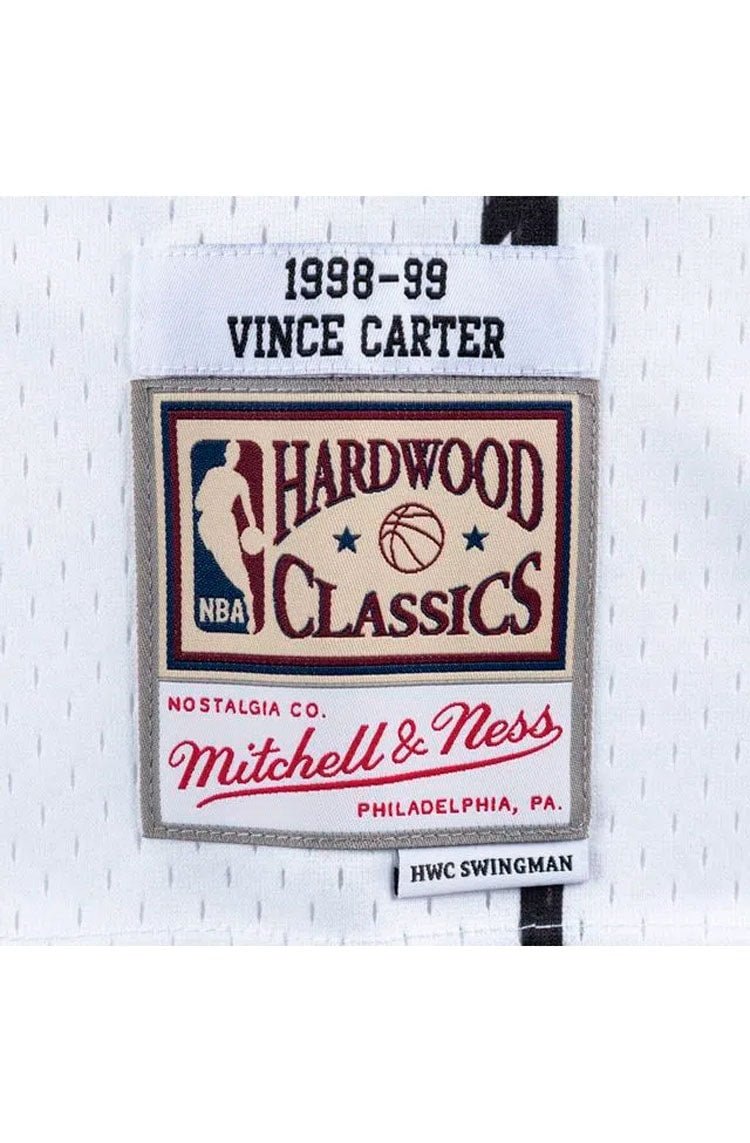 1998-99
VINCE CARTER
HARDWOOD
CLASSICS
NBA
NOSTALGIA CO.
Mitchell & Ness
PHILADELPHIA, PA.
HWC SWINGMAN